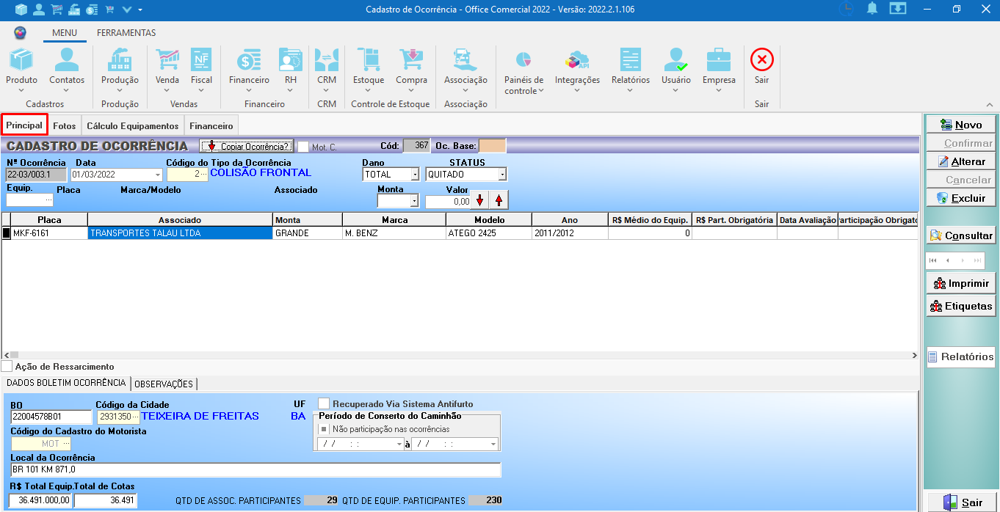 Cadastro de Ocorrência - Office Comercial 2022 - Versão: 2022.2.1.106
MENU FERRAMENTAS
Produto Contatos Produção Venda Fiscal Financeiro RH CRM Estoque Compra Associação Painéis de controle Integrações Relatórios Usuário Empresa Sair
Cadastros Produção Vendas Financeiro CRM Controle de Estoque Associação Sair
Principal Fotos Cálculo Equipamentos Financeiro
CADASTRO DE OCORRÊNCIA Copiar Ocorrência? Mot. C. Cód: 367 Oc. Base:
Nº Ocorrência Data Código do Tipo da Ocorrência Dano STATUS
22-03/003.1 01/03/2022 2 COLISÃO FRONTAL TOTAL QUITADO
Equip. Placa Marca/Modelo Associado Monta Valor
0,00
Placa Associado Monta Marca Modelo Ano R$ Médio do Equip. R$ Part. Obrigatória Data Avaliação articipação Obrigato
MKF-6161 TRANSPORTES TALAU LTDA GRANDE M. BENZ ATEGO 2425 2011/2012 0
Ação de Ressarcimento
DADOS BOLETIM OCORRÊNCIA OBSERVAÇÕES
BO Código da Cidade UF Recuperado Via Sistema Antifurto
22004578B01 2931350 TEIXEIRA DE FREITAS BA Período de Conserto do Caminhão
Código do Cadastro do Motorista Não participação nas ocorrências
MOT / / : : à / / : :
Local da Ocorrência
BR 101 KM 871,0
R$ Total Equip. Total de Cotas
36.491.000,00 36.491 QTD DE ASSOC. PARTICIPANTES 29 QTD DE EQUIP. PARTICIPANTES 230
Novo
Confirmar
Alterar
Cancelar
Excluir
Consultar
Imprimir
Etiquetas
Relatórios
Sair